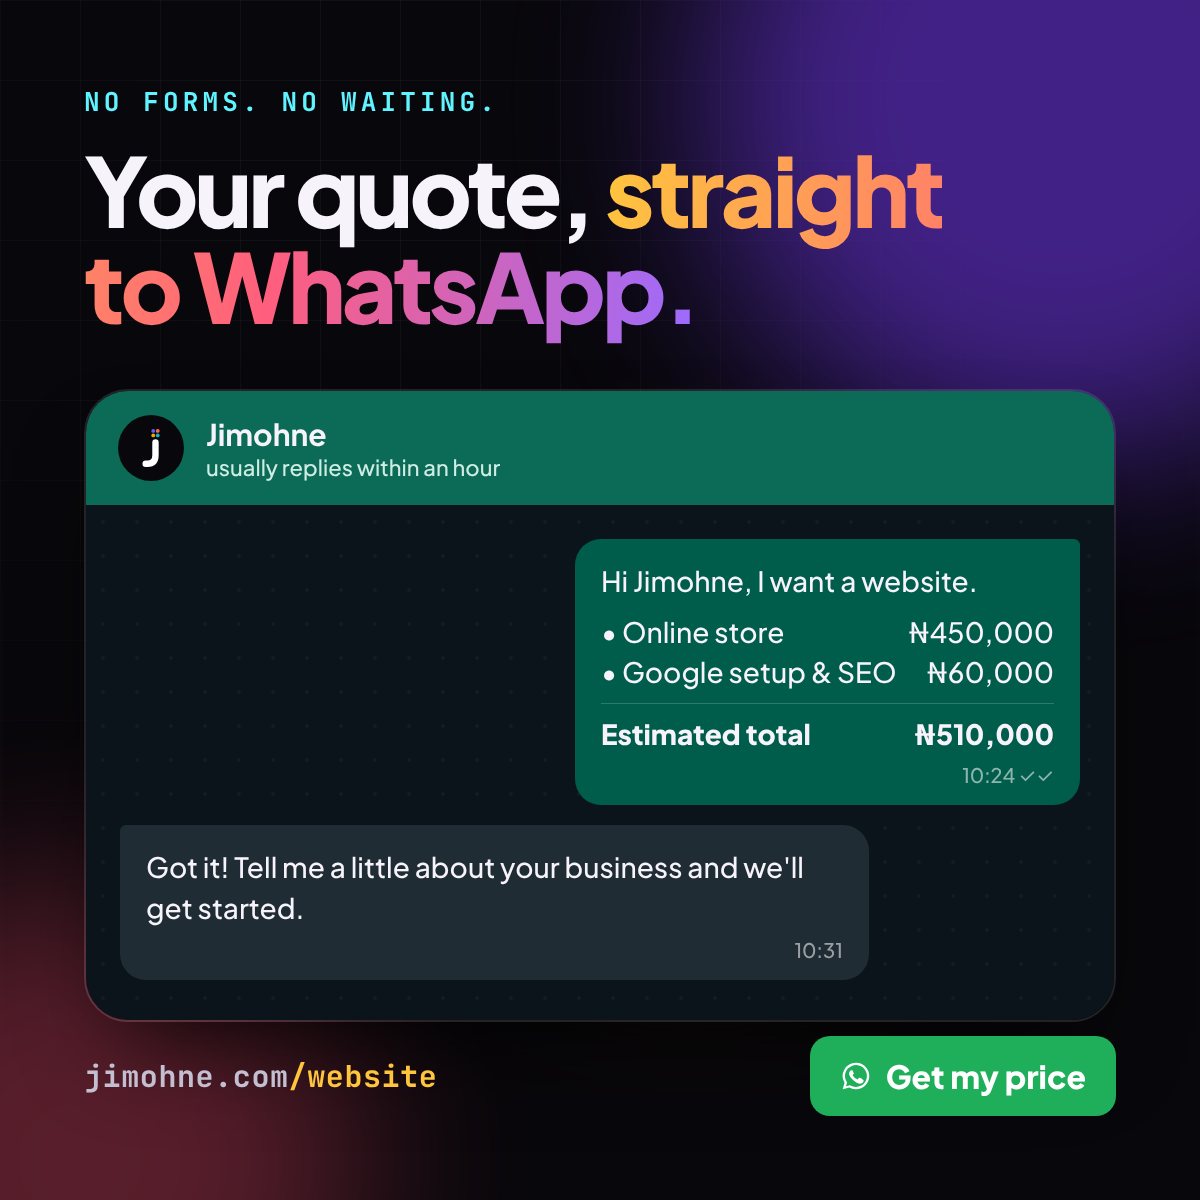 NO FORMS. NO WAITING.
Your quote, straight
to WhatsApp.
j
Jimohne
usually replies within an hour
Hi Jimohne, I want a website.
• Online store ₦450,000
• Google setup & SEO ₦60,000
Estimated total ₦510,000
10:24 ✓✓
Got it! Tell me a little about your business and we'll
get started.
10:31
jimohne.com/website
Get my price